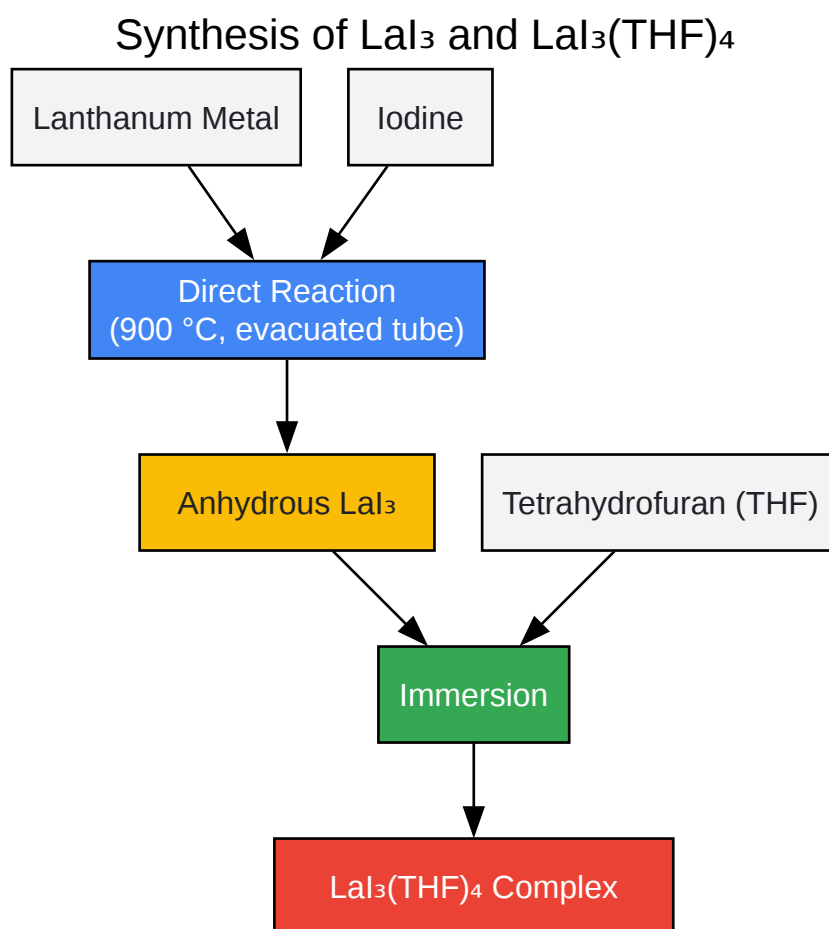 Synthesis of LaI₃ and LaI₃(THF)₄
Lanthanum Metal
Iodine
Direct Reaction
(900 °C, evacuated tube)
Anhydrous LaI₃
Tetrahydrofuran (THF)
Immersion
LaI₃(THF)₄ Complex